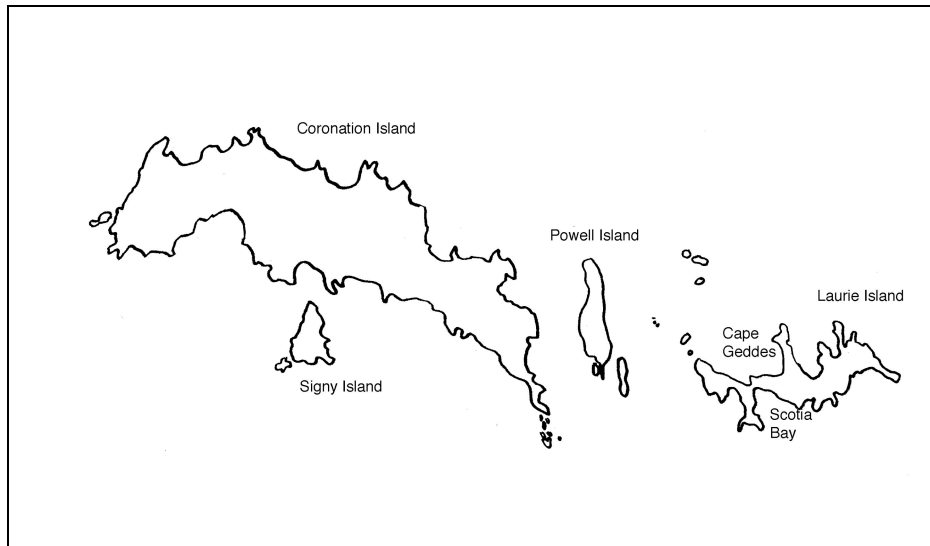 Coronation Island
Powell Island
Laurie Island
Cape
Geddes
Signy Island
Scotia
Bay